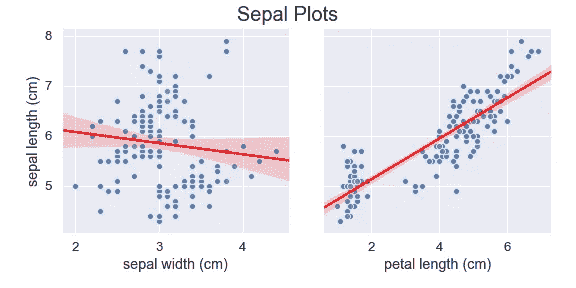 Sepal Plots
8
7
6
5
sepal length (cm)
2 3 4
sepal width (cm)
2 4 6
petal length (cm)